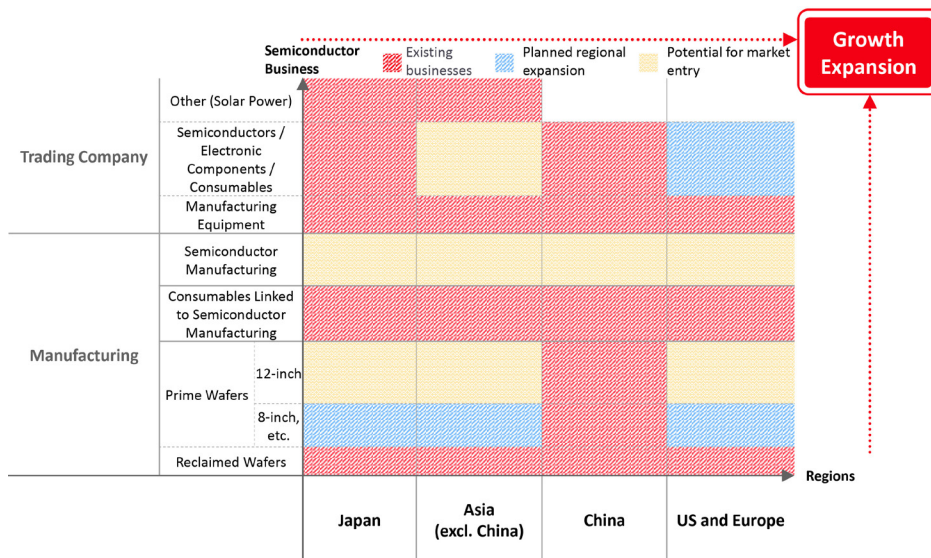 Semiconductor
Business
Existing
businesses
Planned regional
expansion
Potential for market
entry
Growth
Expansion
Trading Company
Other (Solar Power)
Semiconductors /
Electronic
Components /
Consumables
Manufacturing
Equipment
Manufacturing
Semiconductor
Manufacturing
Consumables Linked
to Semiconductor
Manufacturing
Prime Wafers
12-inch
8-inch,
etc.
Reclaimed Wafers
Regions
Japan
Asia
(excl. China)
China
US and Europe